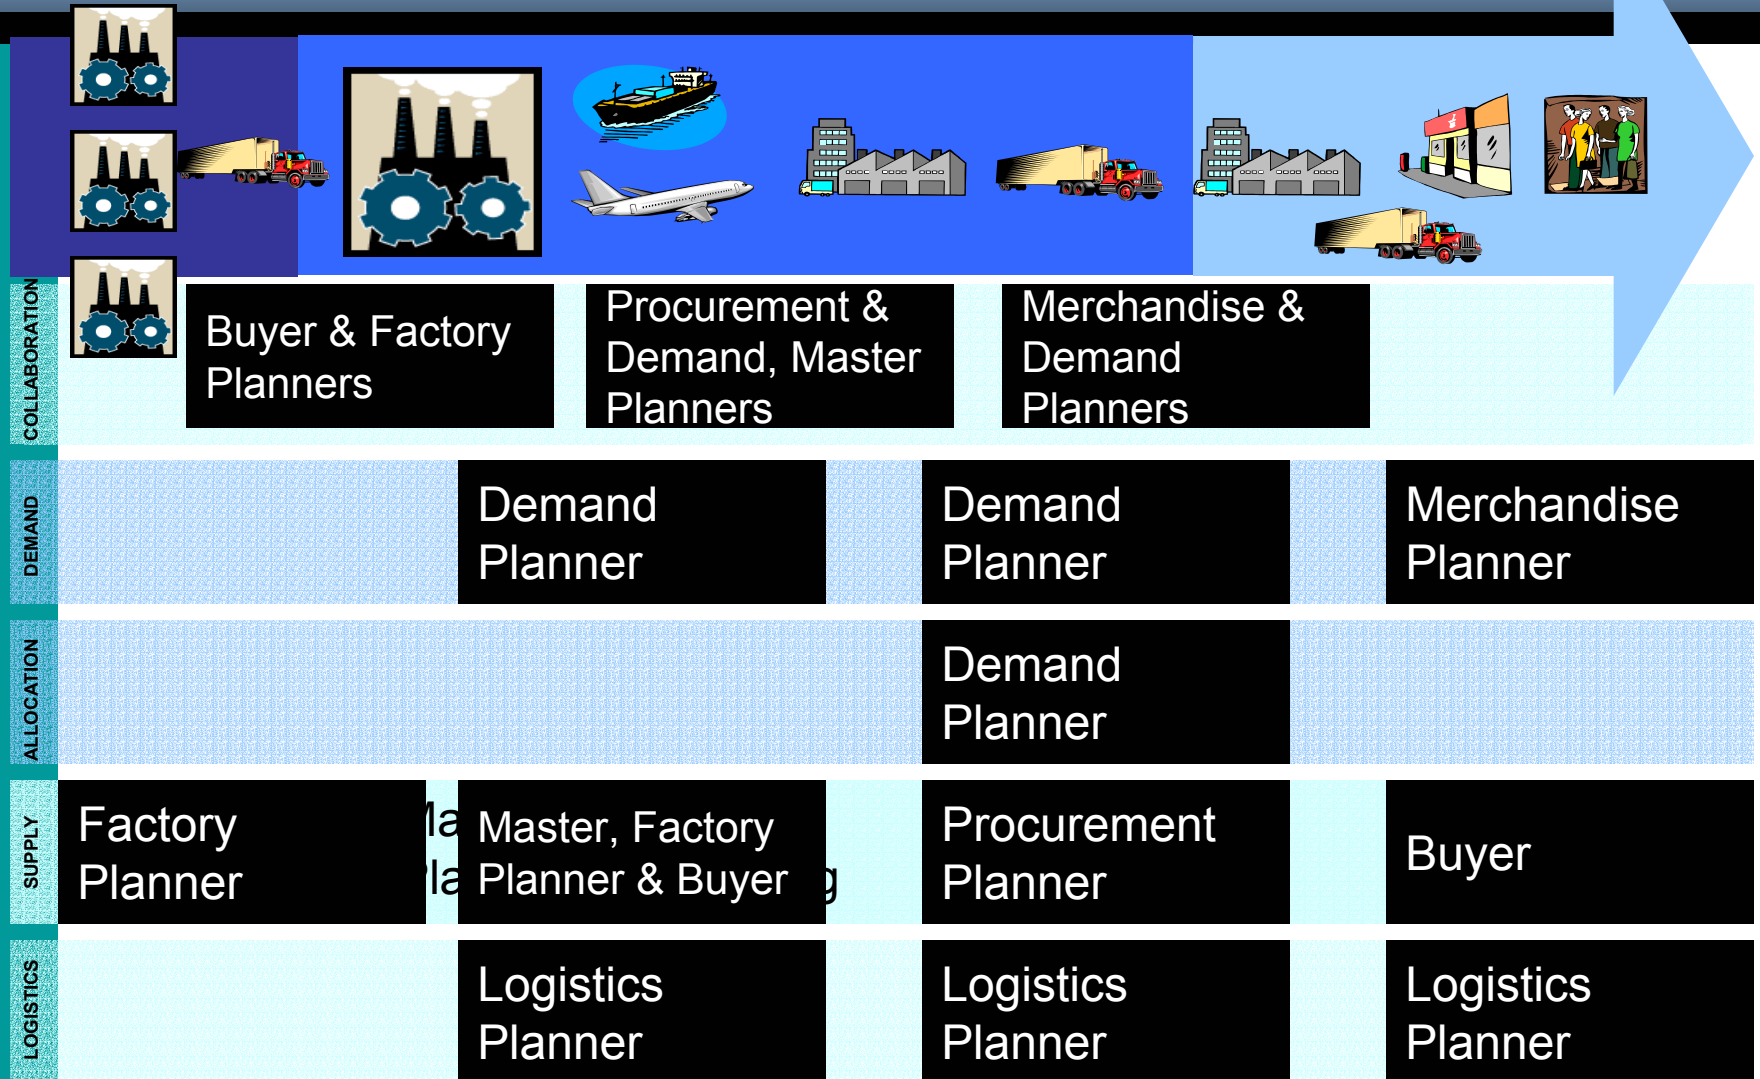 COLLABORATION
Buyer & Factory
Planners
Procurement &
Demand, Master
Planners
Merchandise &
Demand
Planners
DEMAND
Demand
Planner
Demand
Planner
Merchandise
Planner
ALLOCATION
Demand
Planner
SUPPLY
Factory
Planner
Master, Factory
Planner & Buyer
Procurement
Planner
Buyer
LOGISTICS
Logistics
Planner
Logistics
Planner
Logistics
Planner